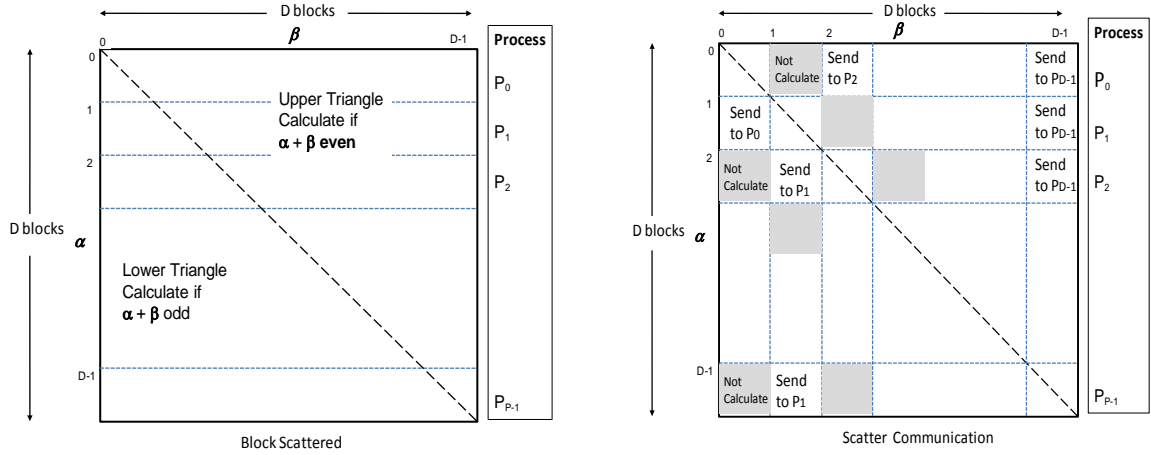 D blocks
β
0
D-1
Process
D blocks
α
0
1
2
D-1
Upper Triangle
Calculate if
α + β even
Lower Triangle
Calculate if
α + β odd
P0
P1
P2
PP-1
Block Scattered
D blocks
0
1
2
β
D-1
Process
D blocks
α
0
1
2
D-1
Not
Calculate
Send
to P2
Send
to PD-1
P0
Send
to P0
Send
to PD-1
P1
Not
Calculate
Send
to P1
Send
to PD-1
P2
Not
Calculate
Send
to P1
PP-1
Scatter Communication